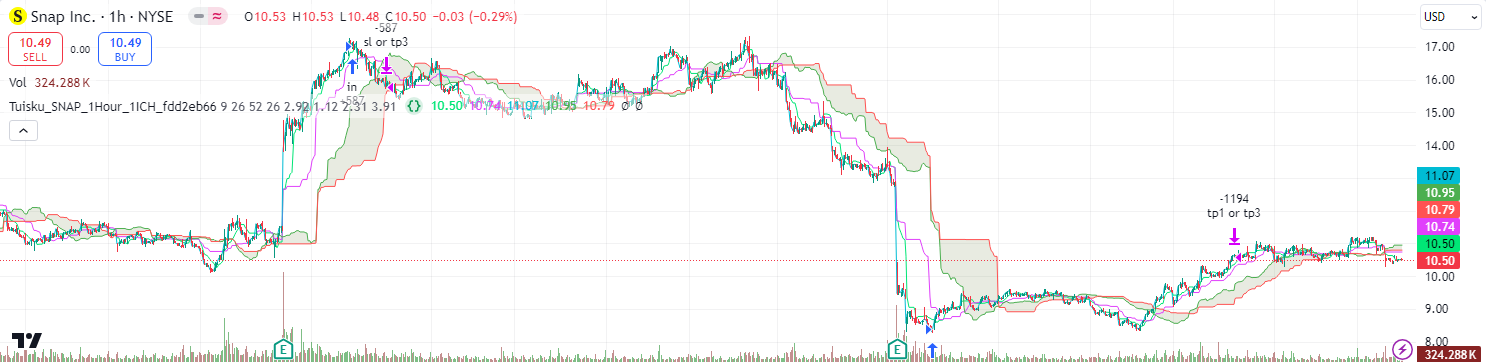 S Snap Inc. · 1h · NYSE O10.53 H10.53 L10.48 C10.50 −0.03 (−0.29%)
USD
10.49 SELL 0.00 10.49 BUY
-587
sl or tp3
Vol 324.288 K
in
Tuisku_SNAP_1Hour_1ICH_fdd2eb66 9 26 52 26 2.92 1.12 2.31 3.91 10.50 10.74 11.07 10.95 10.79 Ø Ø
-587
17.00
16.00
15.00
14.00
11.07
10.95
10.79
10.74
10.50
10.50
10.00
9.00
8.00
-1194
tp1 or tp3
E
E
324.288 K